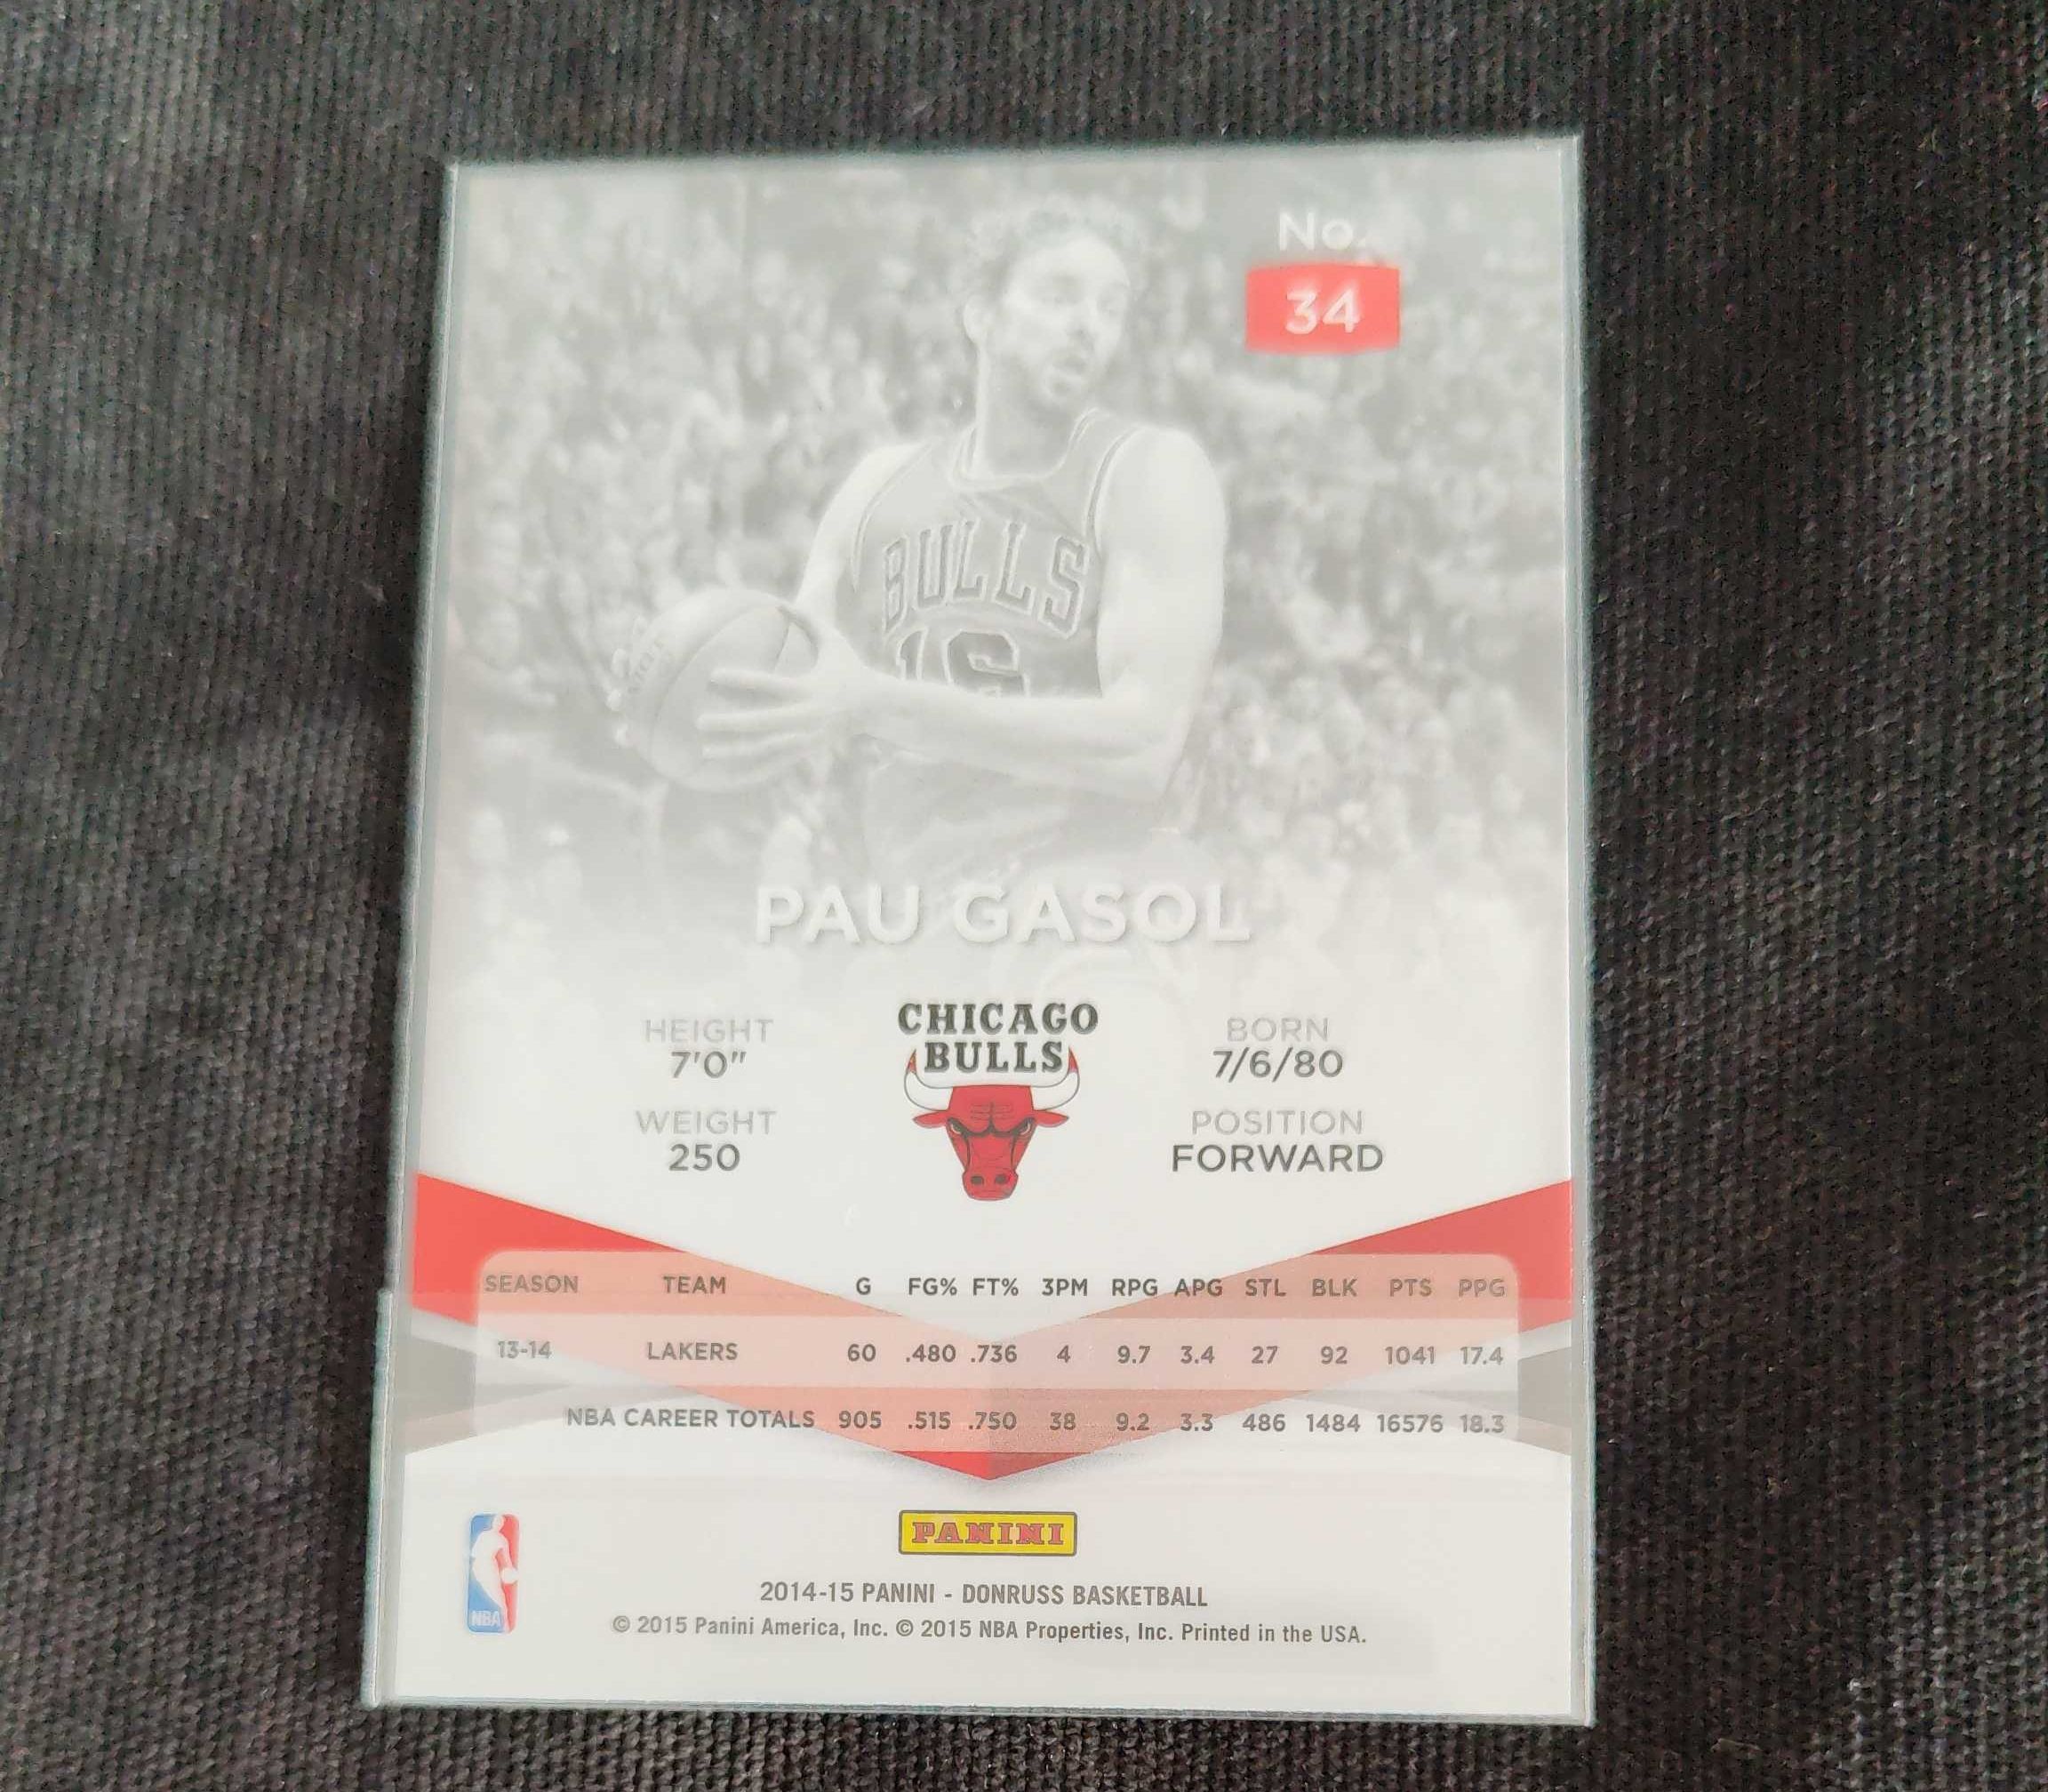 No.
34
BULLS
16
PAU GASOL
HEIGHT
7'0"
WEIGHT
250
CHICAGO
BULLS
BORN
7/6/80
POSITION
FORWARD
SEASON TEAM G FG% FT% 3PM RPG APG STL BLK PTS PPG
13-14 LAKERS 60 .480 .736 4 9.7 3.4 27 92 1041 17.4
NBA CAREER TOTALS 905 .515 .750 38 9.2 3.3 486 1484 16576 18.3
PANINI
NBA
2014-15 PANINI - DONRUSS BASKETBALL
© 2015 Panini America, Inc. © 2015 NBA Properties, Inc. Printed in the USA.